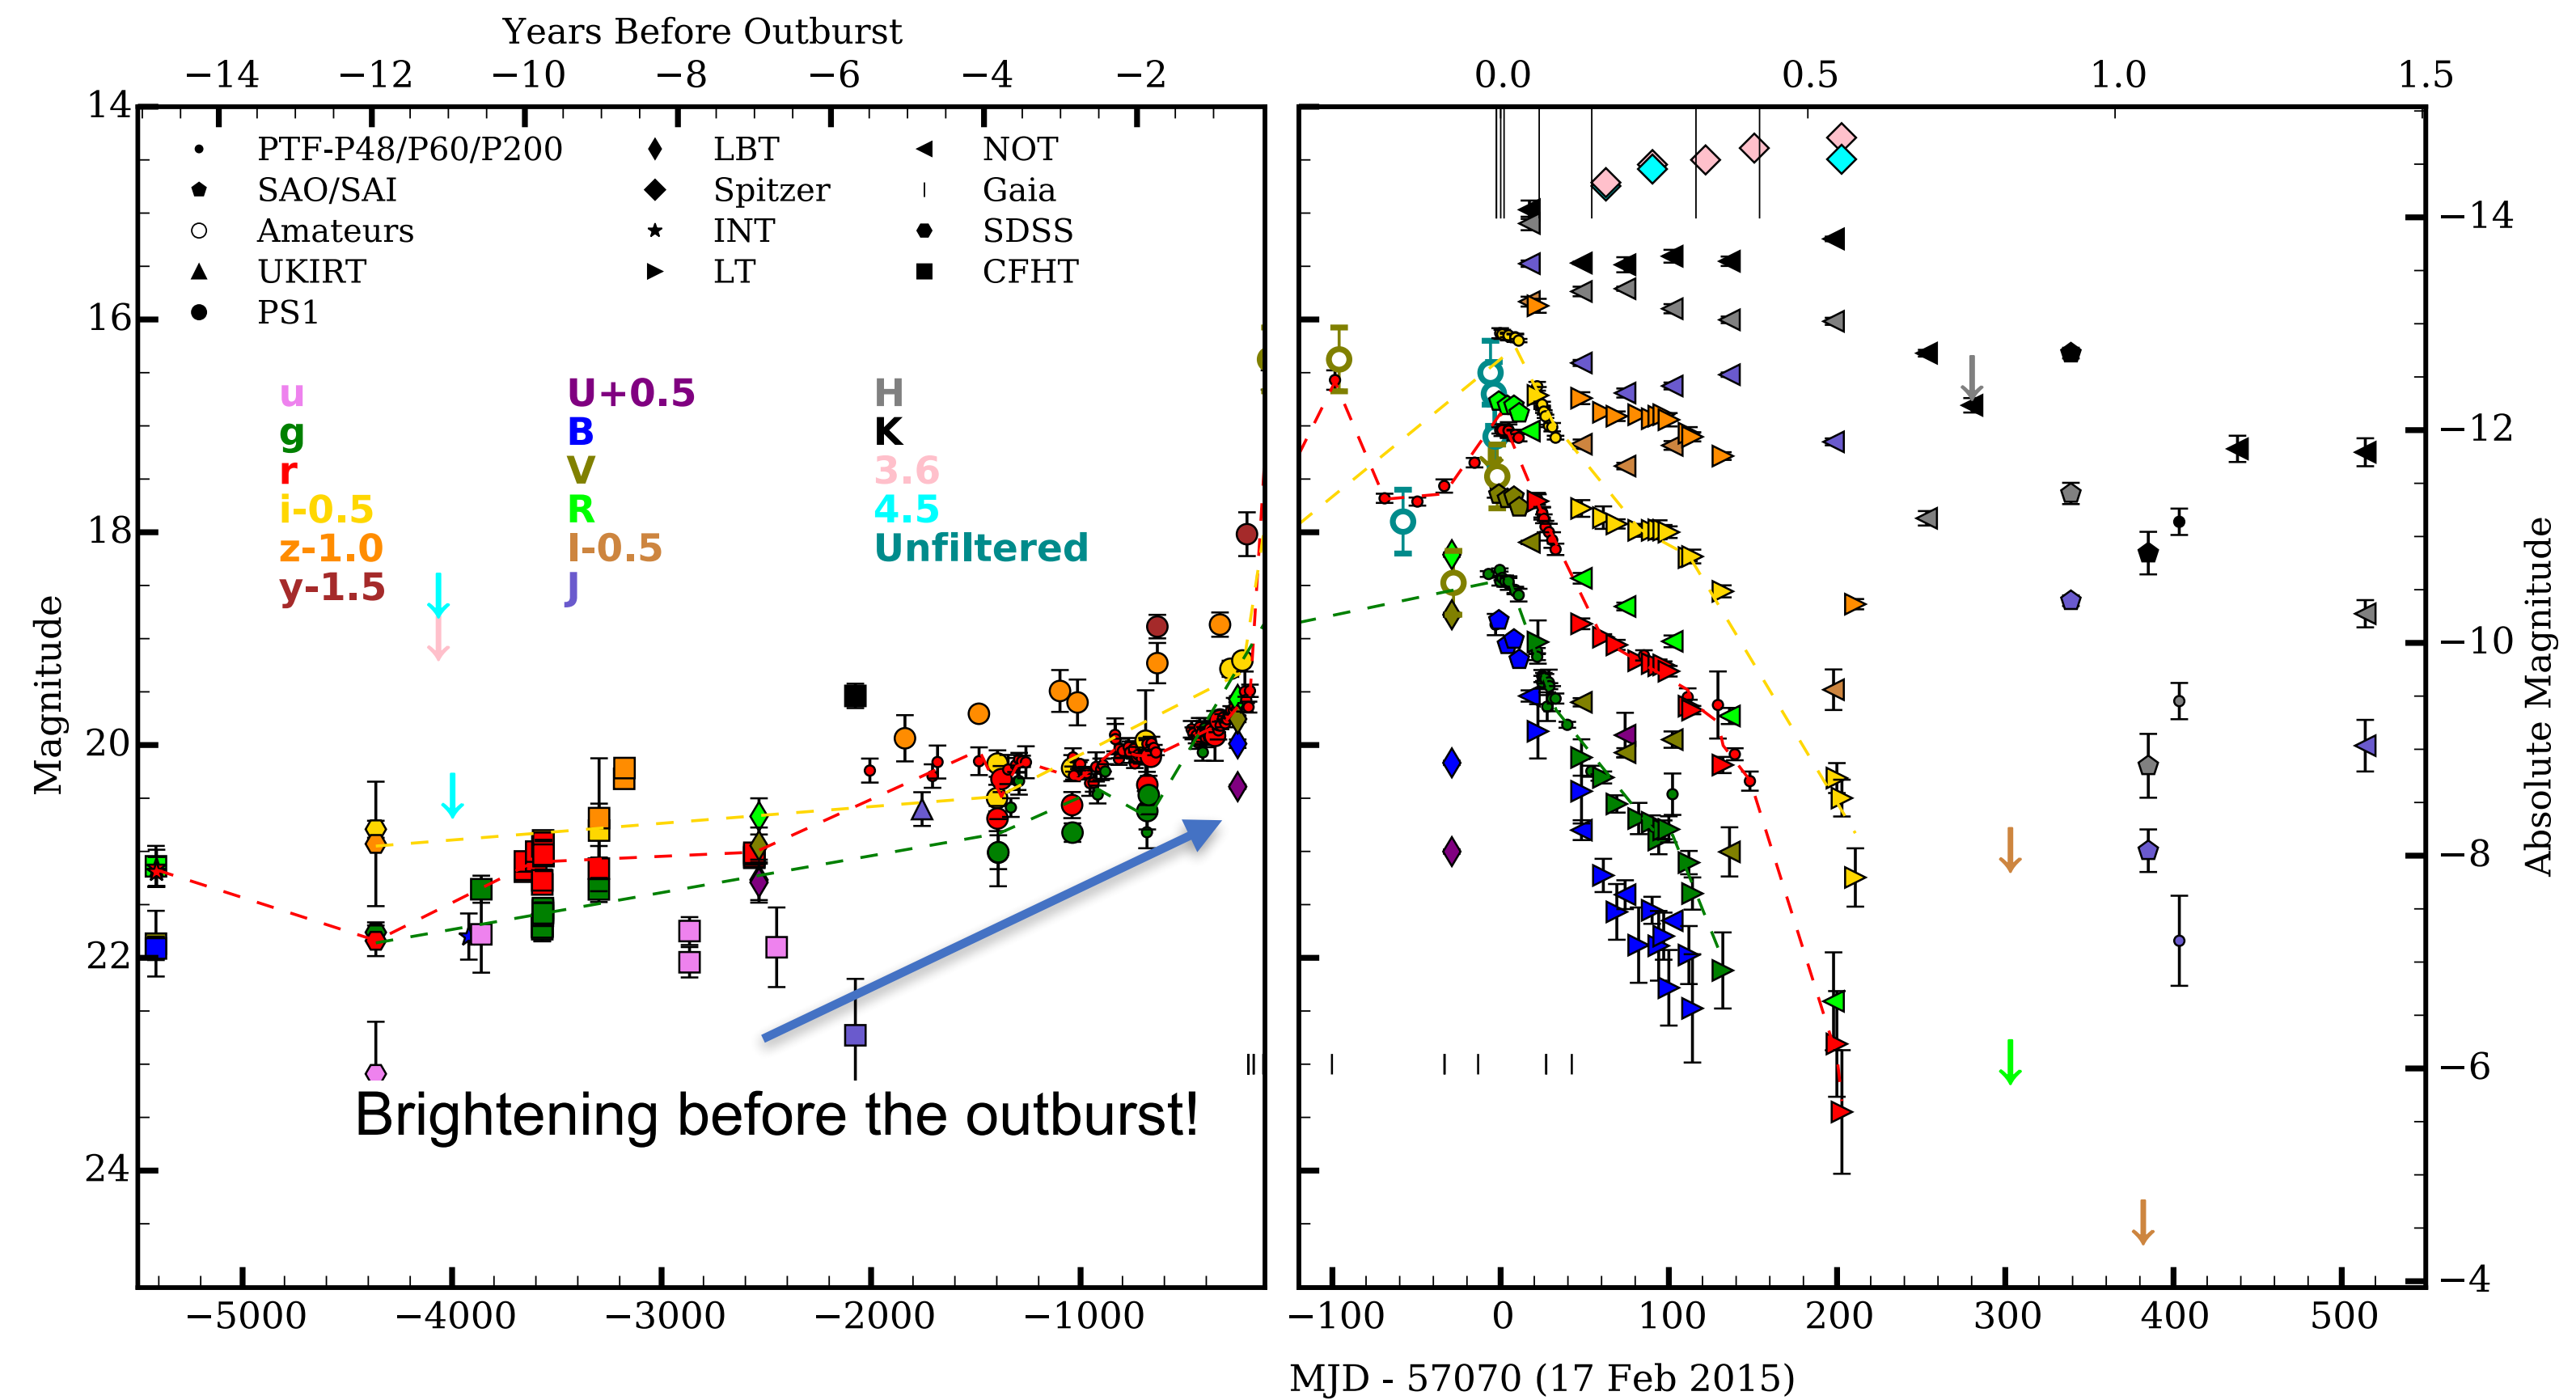 Years Before Outburst
−14 −12 −10 −8 −6 −4 −2 0.0 0.5 1.0 1.5
14
PTF-P48/P60/P200 LBT NOT
SAO/SAI Spitzer Gaia
Amateurs INT SDSS
UKIRT LT CFHT
PS1
16
18
20
22
24
Magnitude
u U+0.5 H
g B K
r V 3.6
i-0.5 R 4.5
z-1.0 I-0.5 Unfiltered
y-1.5 J
Brightening before the outburst!
−14
−12
−10
−8
−6
−4
Absolute Magnitude
−5000 −4000 −3000 −2000 −1000 −100 0 100 200 300 400 500
MJD - 57070 (17 Feb 2015)